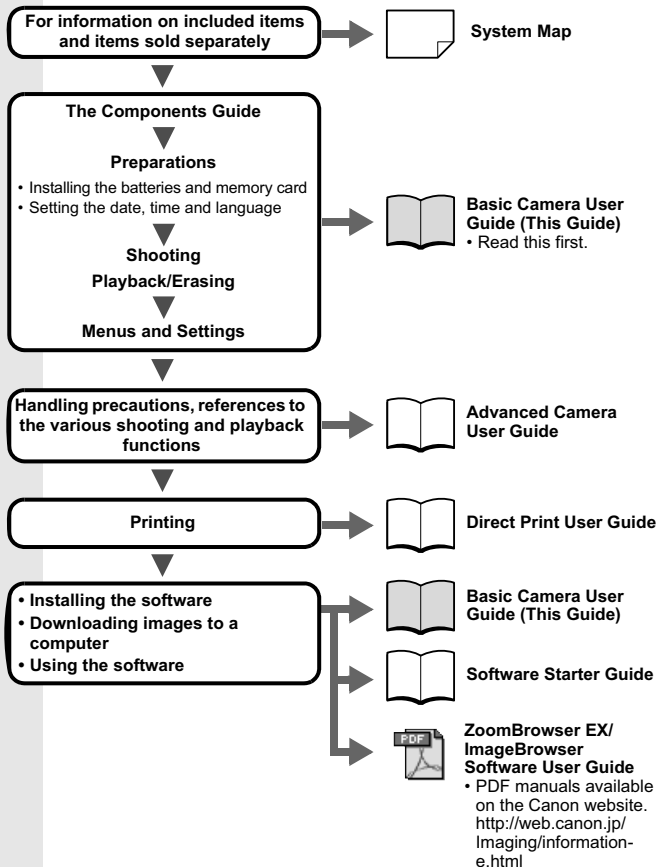 For information on included items
and items sold separately
System Map
The Components Guide
Preparations
• Installing the batteries and memory card
• Setting the date, time and language
Shooting
Playback/Erasing
Menus and Settings
Basic Camera User
Guide (This Guide)
• Read this first.
Handling precautions, references to
the various shooting and playback
functions
Advanced Camera
User Guide
Printing
Direct Print User Guide
• Installing the software
• Downloading images to a
computer
• Using the software
Basic Camera User
Guide (This Guide)
Software Starter Guide
PDF
ZoomBrowser EX/
ImageBrowser
Software User Guide
• PDF manuals available
on the Canon website.
http://web.canon.jp/
Imaging/information-
e.html